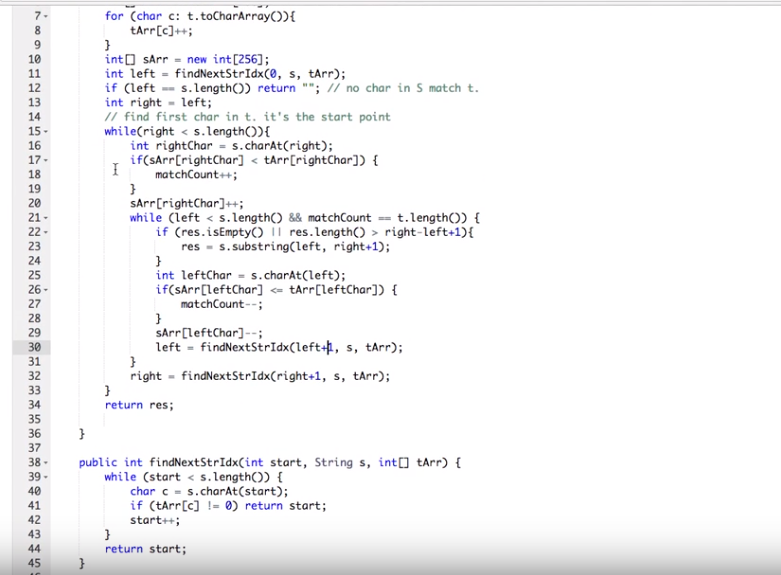 7 for (char c: t.toCharArray()){
8 tArr[c]++;
9 }
10 int[] sArr = new int[256];
11 int left = findNextStrIdx(0, s, tArr);
12 if (left == s.length()) return ""; // no char in S match t.
13 int right = left;
14 // find first char in t. it's the start point
15 while(right < s.length()){
16 int rightChar = s.charAt(right);
17 if(sArr[rightChar] < tArr[rightChar]) {
18 matchCount++;
19 }
20 sArr[rightChar]++;
21 while (left < s.length() && matchCount == t.length()) {
22 if (res.isEmpty() || res.length() > right-left+1){
23 res = s.substring(left, right+1);
24 }
25 int leftChar = s.charAt(left);
26 if(sArr[leftChar] <= tArr[leftChar]) {
27 matchCount--;
28 }
29 sArr[leftChar]--;
30 left = findNextStrIdx(left+1, s, tArr);
31 }
32 right = findNextStrIdx(right+1, s, tArr);
33 }
34 return res;
35
36 }
37
38 public int findNextStrIdx(int start, String s, int[] tArr) {
39 while (start < s.length()) {
40 char c = s.charAt(start);
41 if (tArr[c] != 0) return start;
42 start++;
43 }
44 return start;
45 }